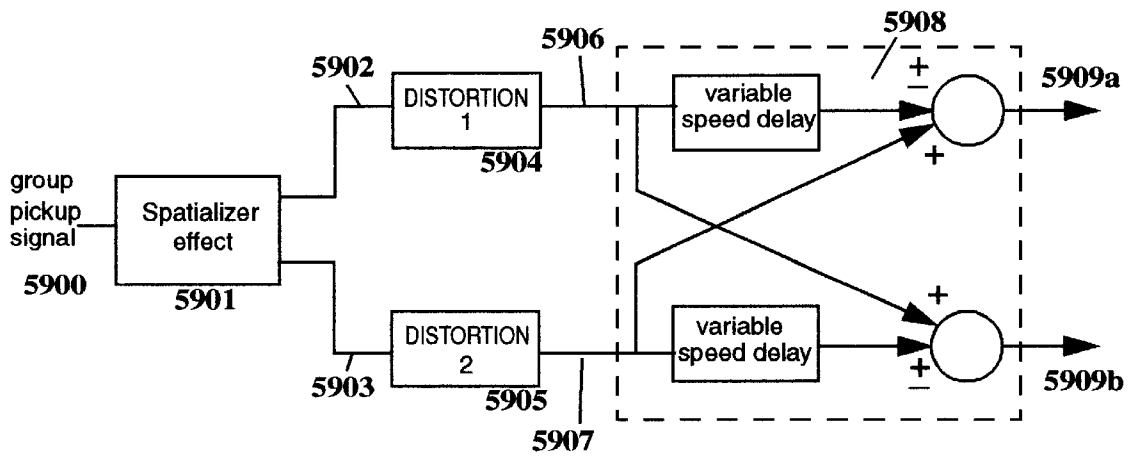 5908
5906
5902
5909a
DISTORTION
1
5904
variable
speed delay
+
−
+
group
pickup
signal
5900
Spatializer
effect
5901
5903
DISTORTION
2
5905
5907
variable
speed delay
+
+
−
5909b